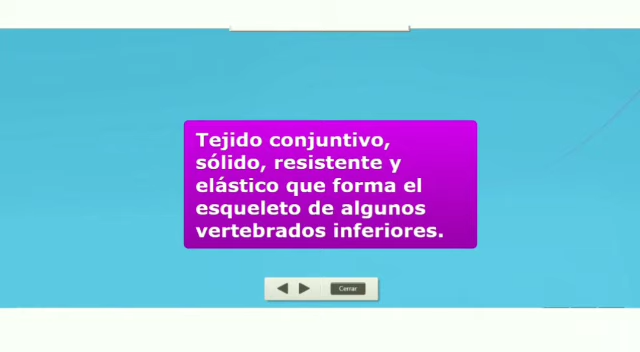 Tejido conjuntivo,
sólido, resistente y
elástico que forma el
esqueleto de algunos
vertebrados inferiores.
Cerrar